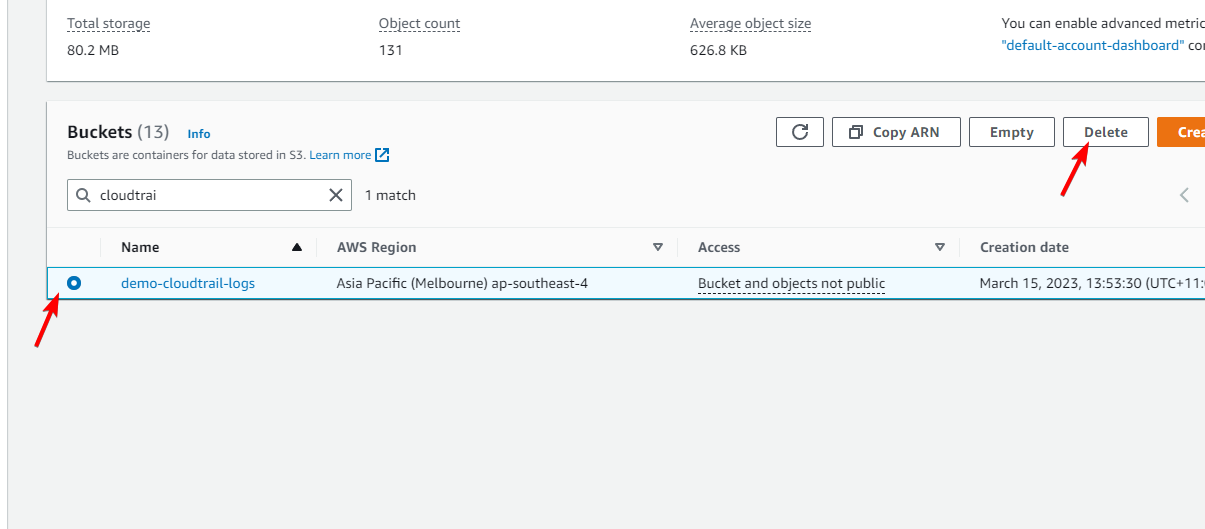 Total storage Object count Average object size You can enable advanced metric
80.2 MB 131 626.8 KB "default-account-dashboard" con
Buckets (13) Info Copy ARN Empty Delete Crea
Buckets are containers for data stored in S3. Learn more
cloudtrai 1 match
Name AWS Region Access Creation date
demo-cloudtrail-logs Asia Pacific (Melbourne) ap-southeast-4 Bucket and objects not public March 15, 2023, 13:53:30 (UTC+11: